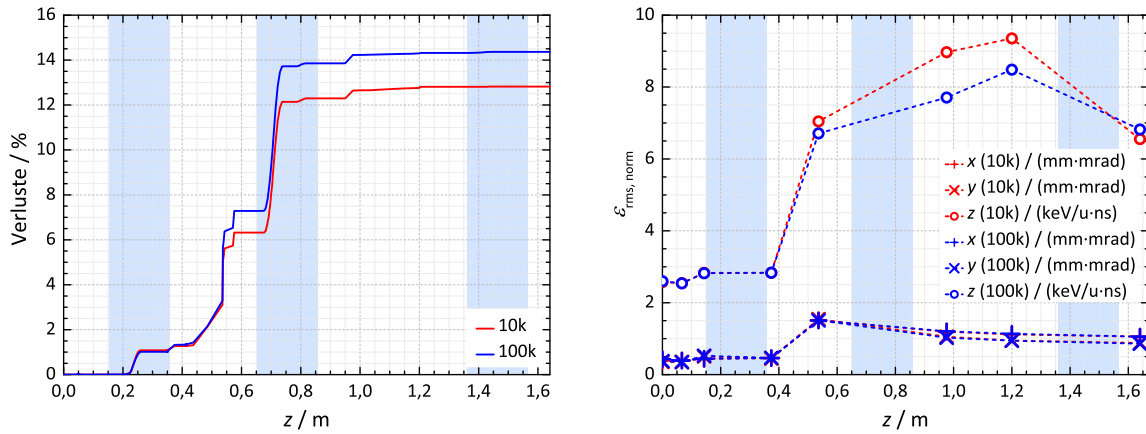 Verluste / %
16
14
12
10
8
6
4
2
0
10k
100k
0,0 0,2 0,4 0,6 0,8 1,0 1,2 1,4 1,6
z / m
εrms, norm
10
8
6
4
2
0
x (10k) / (mm·mrad)
y (10k) / (mm·mrad)
z (10k) / (keV/u·ns)
x (100k) / (mm·mrad)
y (100k) / (mm·mrad)
z (100k) / (keV/u·ns)
0,0 0,2 0,4 0,6 0,8 1,0 1,2 1,4 1,6
z / m